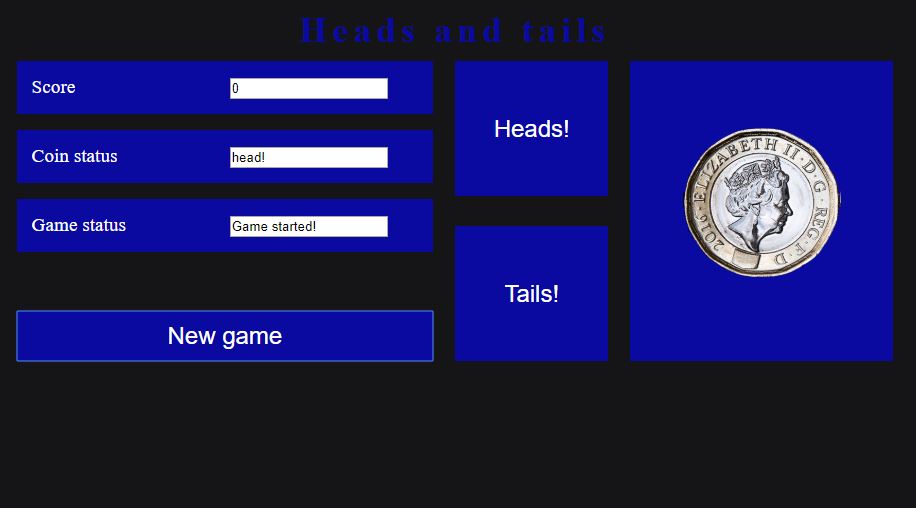 Heads and tails
Score
0
Coin status
head!
Game status
Game started!
New game
Heads!
Tails!
2016·ELIZABETH II·D·G·REG·F·D·